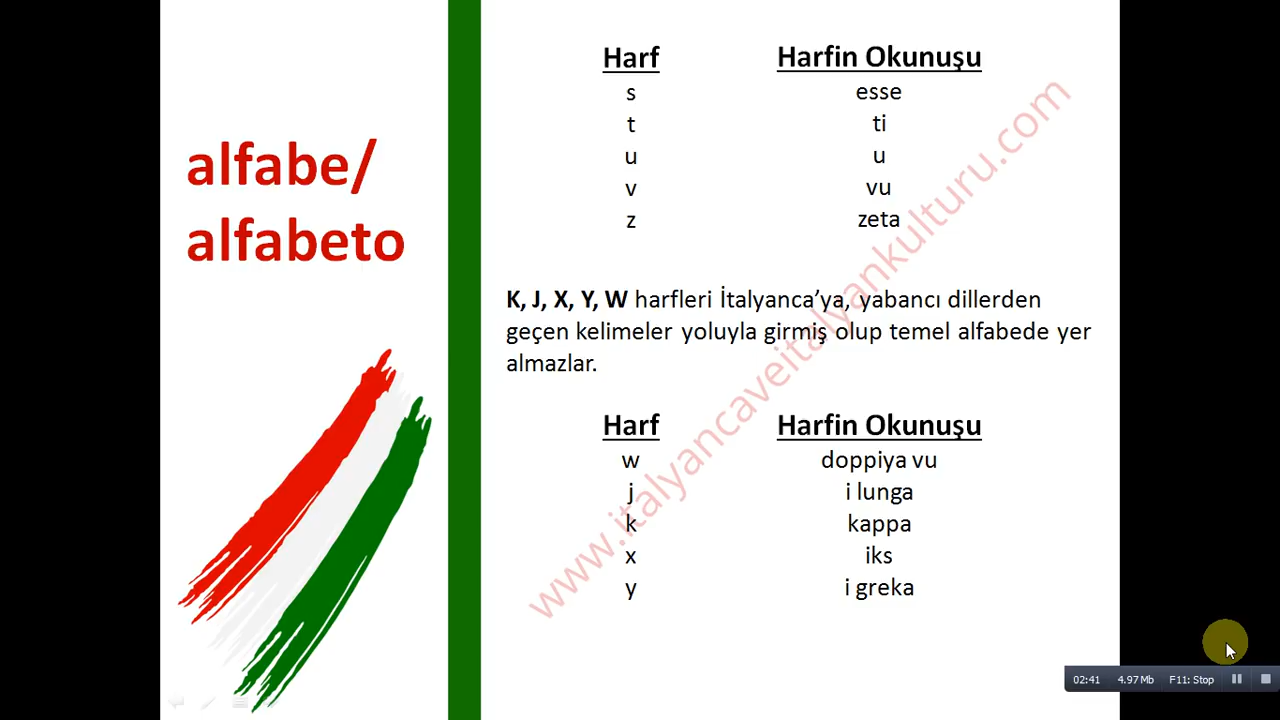 alfabe/
alfabeto
Harf Harfin Okunuşu
s esse
t ti
u u
v vu
z zeta
K, J, X, Y, W harfleri İtalyanca’ya, yabancı dillerden
geçen kelimeler yoluyla girmiş olup temel alfabede yer
almazlar.
Harf Harfin Okunuşu
w doppiya vu
j i lunga
k kappa
x iks
y i greka
www.italyancaveitalyankulturu.com
02:41 4.97 Mb F11: Stop